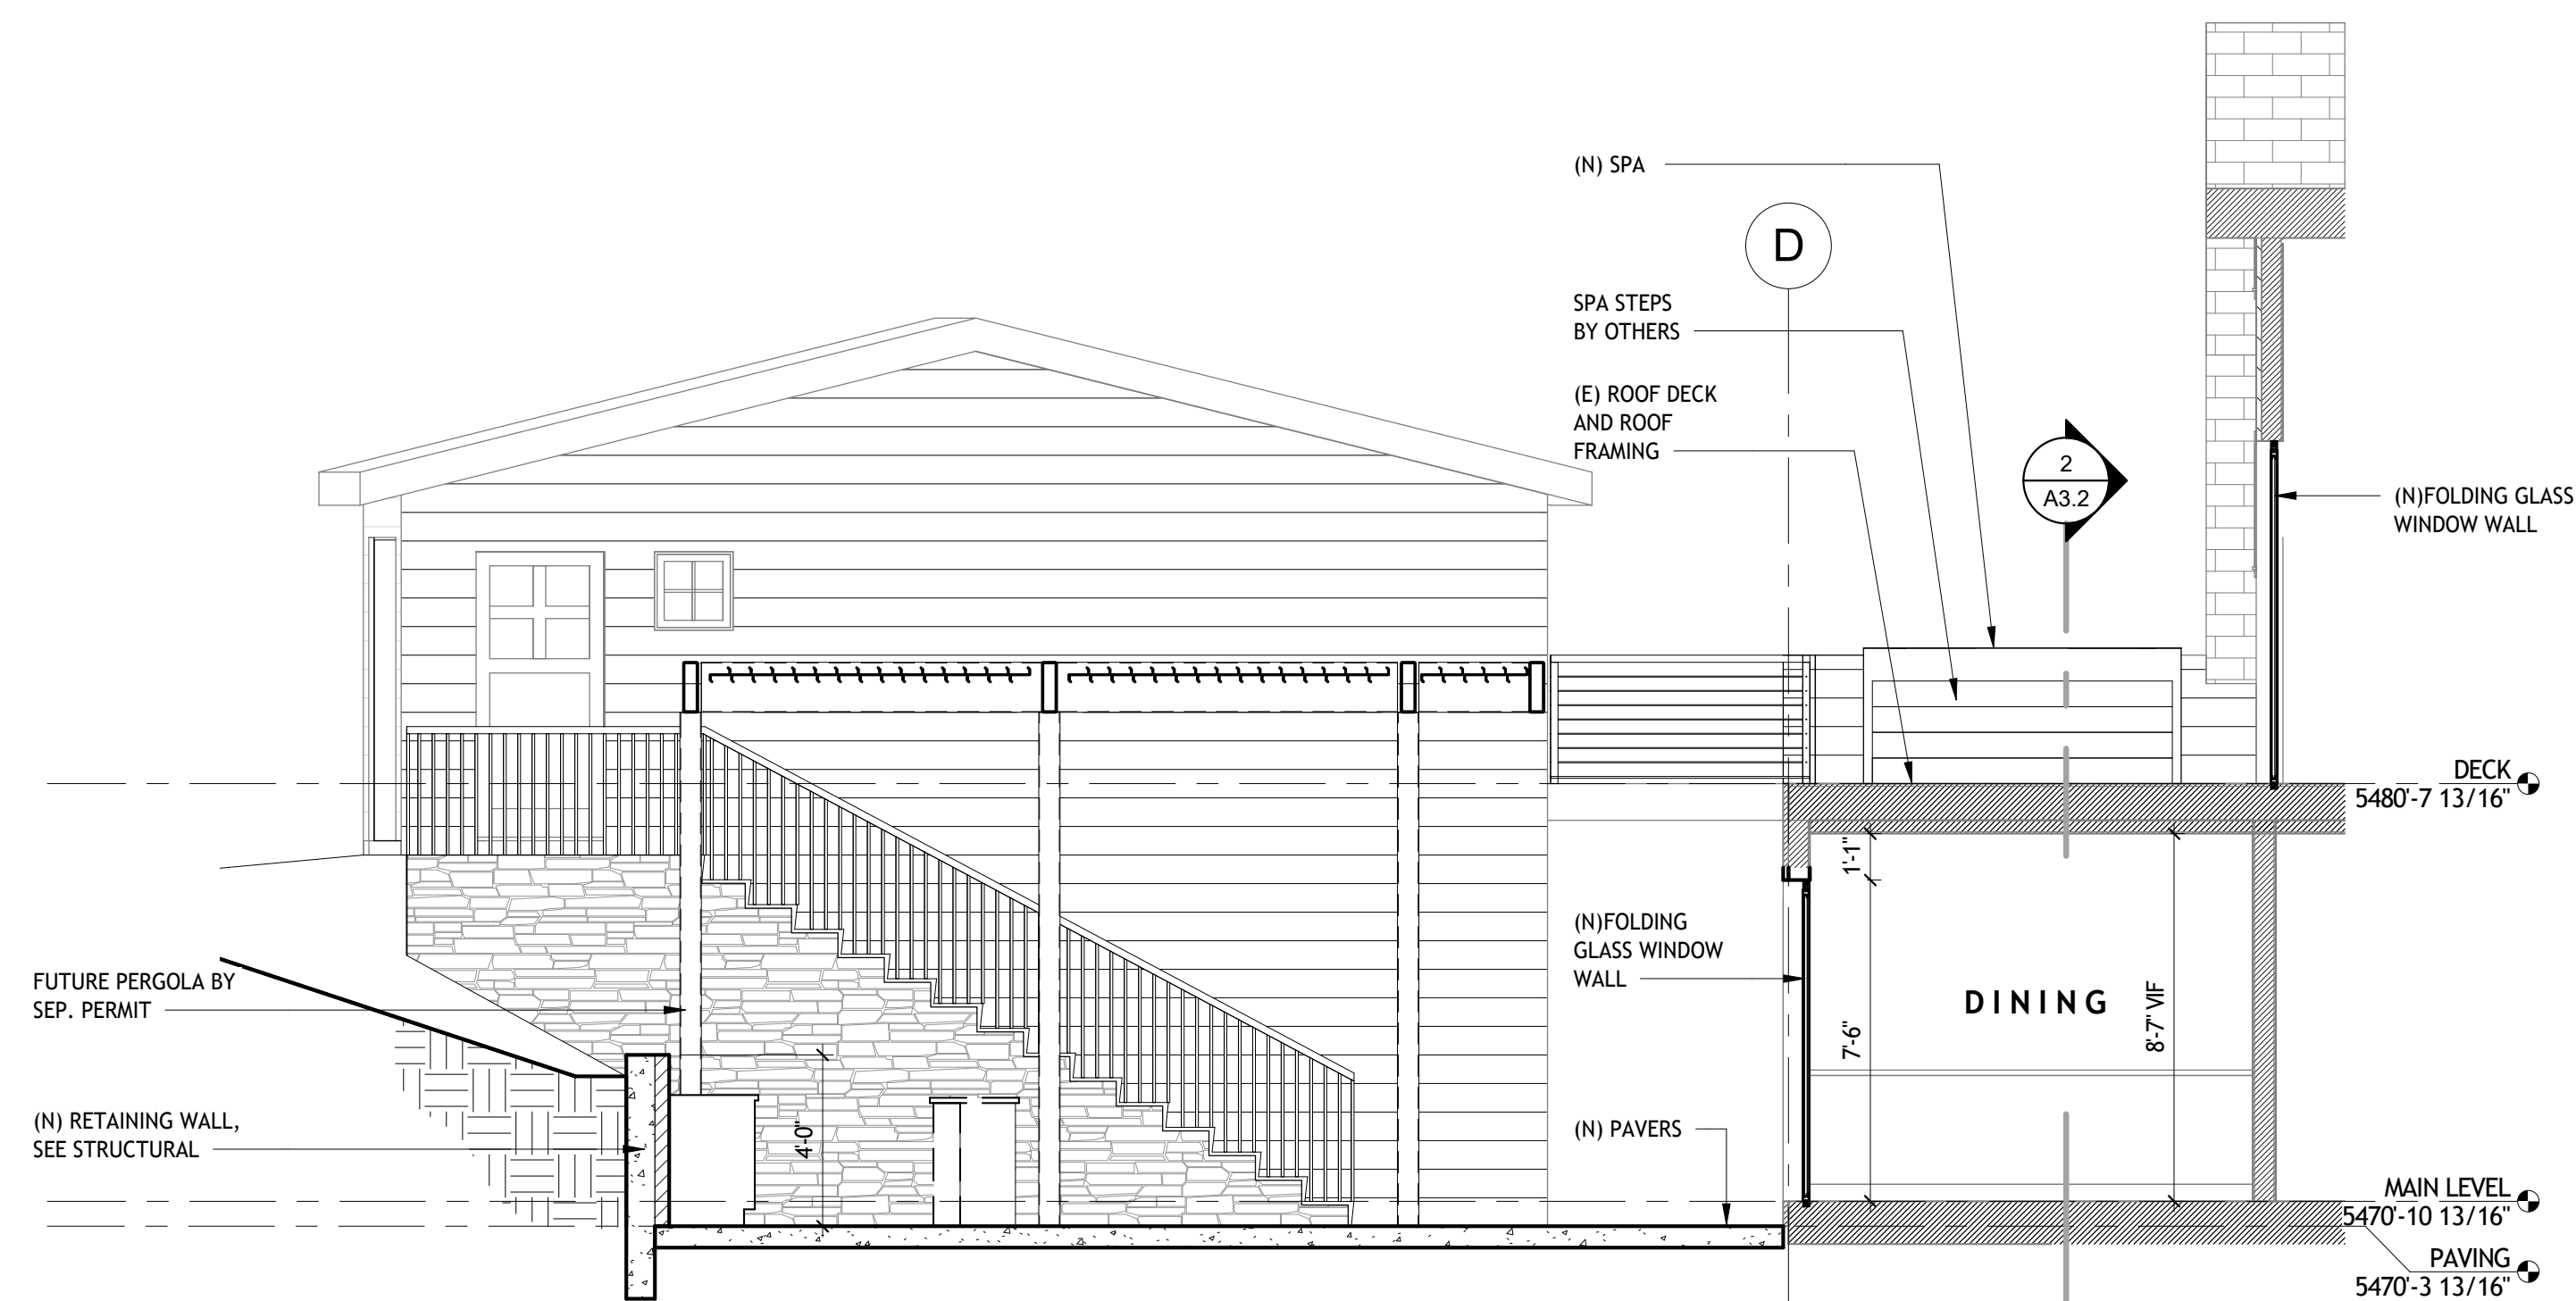 (N) SPA
D
SPA STEPS
BY OTHERS
(E) ROOF DECK
AND ROOF
FRAMING
2
A3.2
(N)FOLDING GLASS
WINDOW WALL
DECK
5480'-7 13/16"
1'-1"
(N)FOLDING
GLASS WINDOW
WALL
DINING
7'-6"
8'-7" VIF
FUTURE PERGOLA BY
SEP. PERMIT
(N) RETAINING WALL,
SEE STRUCTURAL
4'-0"
(N) PAVERS
MAIN LEVEL
5470'-10 13/16"
PAVING
5470'-3 13/16"